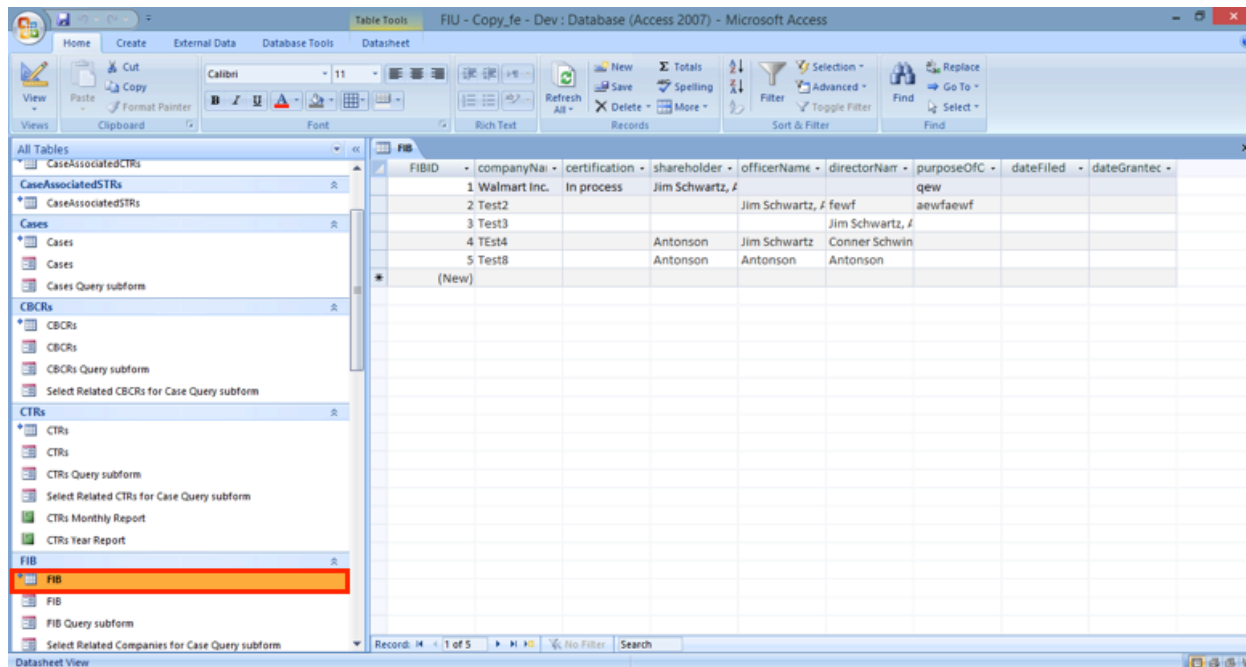 Table Tools FIU - Copy_fe - Dev : Database (Access 2007) - Microsoft Access
Home Create External Data Database Tools Datasheet
View
Views
Paste
Cut
Copy
Format Painter
Clipboard
Calibri 11
B I U A
Font
Rich Text
Refresh All
New Save Delete
Σ Totals Spelling More
Records
Filter
Selection
Advanced
Toggle Filter
Sort & Filter
Find
Replace
Go To
Select
Find
All Tables
CaseAssociatedCTRs
CaseAssociatedSTRs
CaseAssociatedSTRs
Cases
Cases
Cases
Cases Query subform
CBCRs
CBCRs
CBCRs
CBCRs Query subform
Select Related CBCRs for Case Query subform
CTRs
CTRs
CTRs
CTRs Query subform
Select Related CTRs for Case Query subform
CTRs Monthly Report
CTRs Year Report
FIB
FIB
FIB
FIB Query subform
Select Related Companies for Case Query subform
FIB
FIBID companyNai certification shareholder officerName directorNam purposeOfC dateFiled dateGrantec
1 Walmart Inc. In process Jim Schwartz, A qew
2 Test2 Jim Schwartz, A fewf aewfaewf
3 Test3 Jim Schwartz, A
4 TEst4 Antonson Jim Schwartz Conner Schwin
5 Test8 Antonson Antonson Antonson
(New)
Record: 1 of 5 No Filter Search
Datasheet View